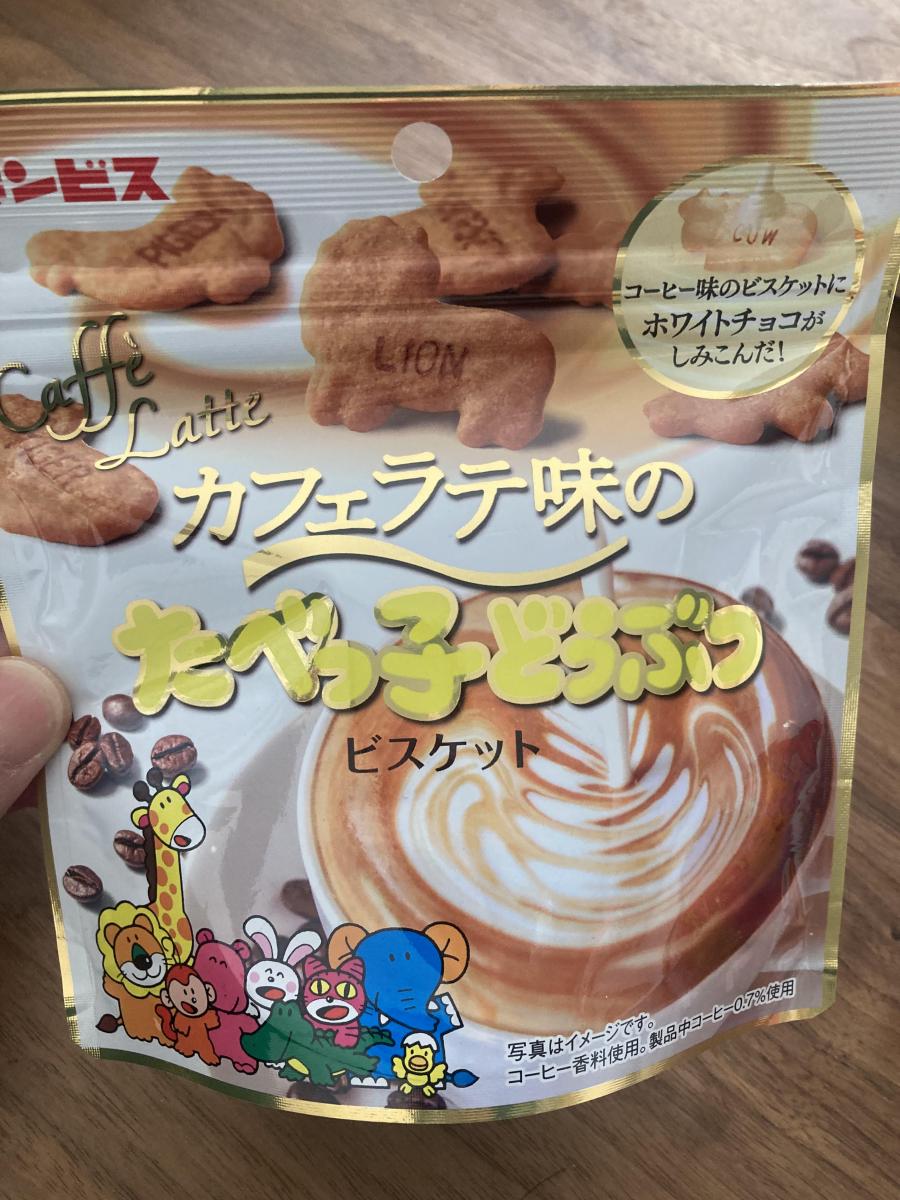 ンビス
PIGEON
LION
COW
コーヒー味のビスケットに
ホワイトチョコが
しみこんだ!
Caffè
Latte
カフェラテ味の
たべっ子どうぶつ
ビスケット
写真はイメージです。
コーヒー香料使用。製品中コーヒー0.7%使用